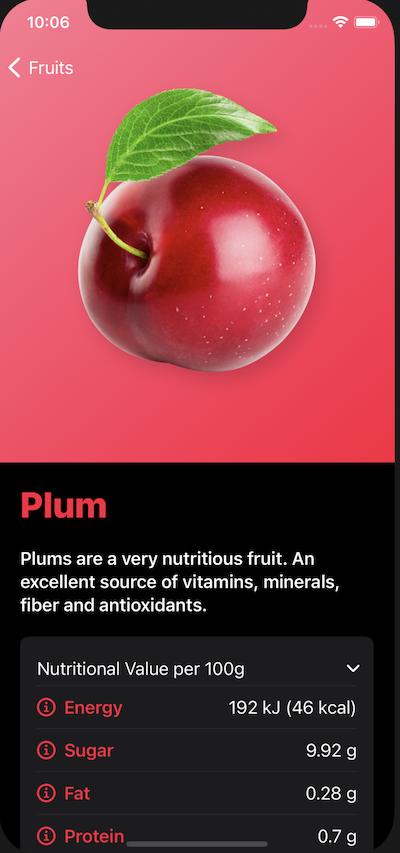 10:06
Fruits
Plum
Plums are a very nutritious fruit. An
excellent source of vitamins, minerals,
fiber and antioxidants.
Nutritional Value per 100g
Energy 192 kJ (46 kcal)
Sugar 9.92 g
Fat 0.28 g
Protein 0.7 g